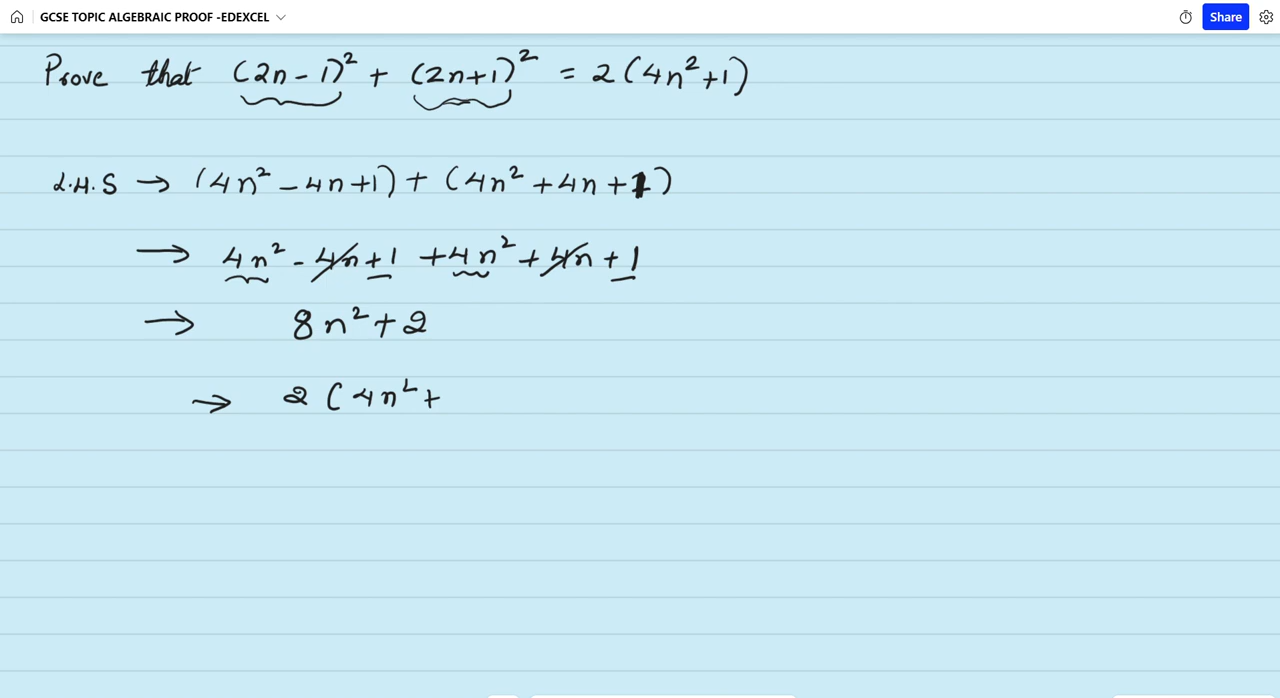 GCSE TOPIC ALGEBRAIC PROOF -EDEXCEL
Share
Prove that (2n - 1)² + (2n+1)² = 2(4n²+1)
L.H.S → (4n² - 4n+1) + (4n² + 4n + 1)
→ 4n² - 4n + 1 + 4n² + 4n + 1
→ 8n² + 2
→ 2 (4n² +